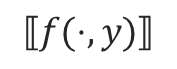 ⟦f(·, y)⟧